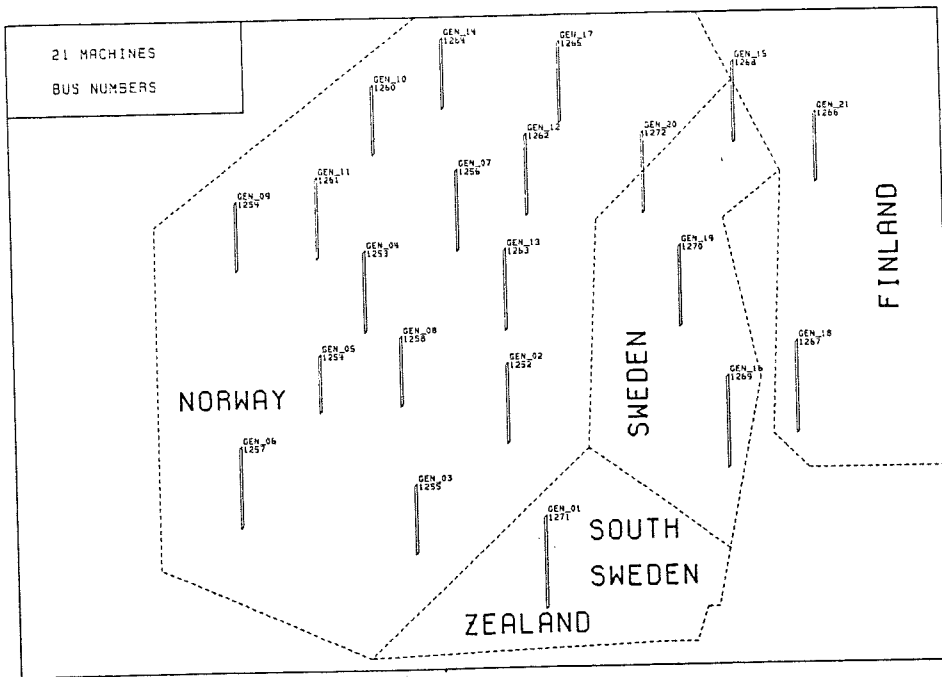 21 MACHINES
BUS NUMBERS
GEN_14
1264
GEN_17
1265
GEN_15
1268
GEN_10
1260
GEN_21
1266
GEN_12
1262
GEN_20
1272
GEN_07
1256
GEN_11
1261
GEN_09
1254
GEN_04
1253
GEN_13
1263
GEN_19
1270
FINLAND
GEN_08
1258
GEN_18
1267
GEN_05
1259
GEN_02
1252
SWEDEN
GEN_16
1269
NORWAY
GEN_06
1257
GEN_03
1255
GEN_01
1271
SOUTH
SWEDEN
ZEALAND